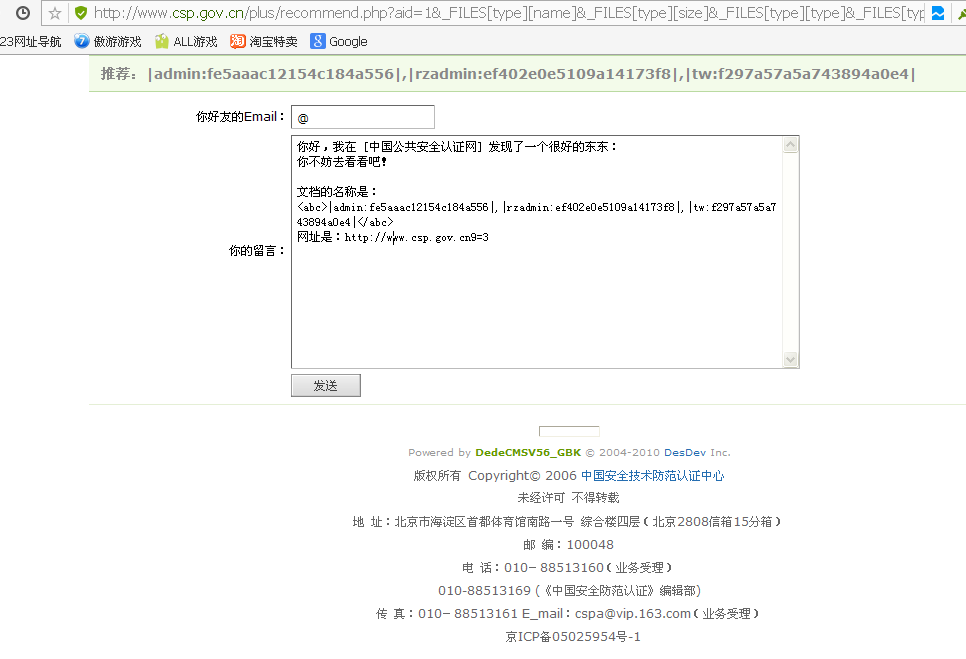 http://www.csp.gov.cn/plus/recommend.php?aid=1&_FILES[type][name]&_FILES[type][size]&_FILES[type][type]&_FILES[typ
23网址导航 傲游游戏 ALL游戏 淘宝特卖 Google
推荐：|admin:fe5aaac12154c184a556|,|rzadmin:ef402e0e5109a14173f8|,|tw:f297a57a5a743894a0e4|
你好友的Email： @
你的留言：
你好，我在 [中国公共安全认证网] 发现了一个很好的东东：
你不妨去看看吧！
文档的名称是：
<abc>|admin:fe5aaac12154c184a556|,|rzadmin:ef402e0e5109a14173f8|,|tw:f297a57a5a7
43894a0e4|</abc>
网址是：http://www.csp.gov.cn9=3
发送
Powered by DedeCMSV56_GBK © 2004-2010 DesDev Inc.
版权所有 Copyright© 2006 中国安全技术防范认证中心
未经许可 不得转载
地 址：北京市海淀区首都体育馆南路一号 综合楼四层（北京2808信箱15分箱）
邮 编：100048
电 话：010－88513160（业务受理）
010-88513169 (《中国安全防范认证》编辑部)
传 真：010－88513161 E_mail：cspa@vip.163.com（业务受理）
京ICP备05025954号-1